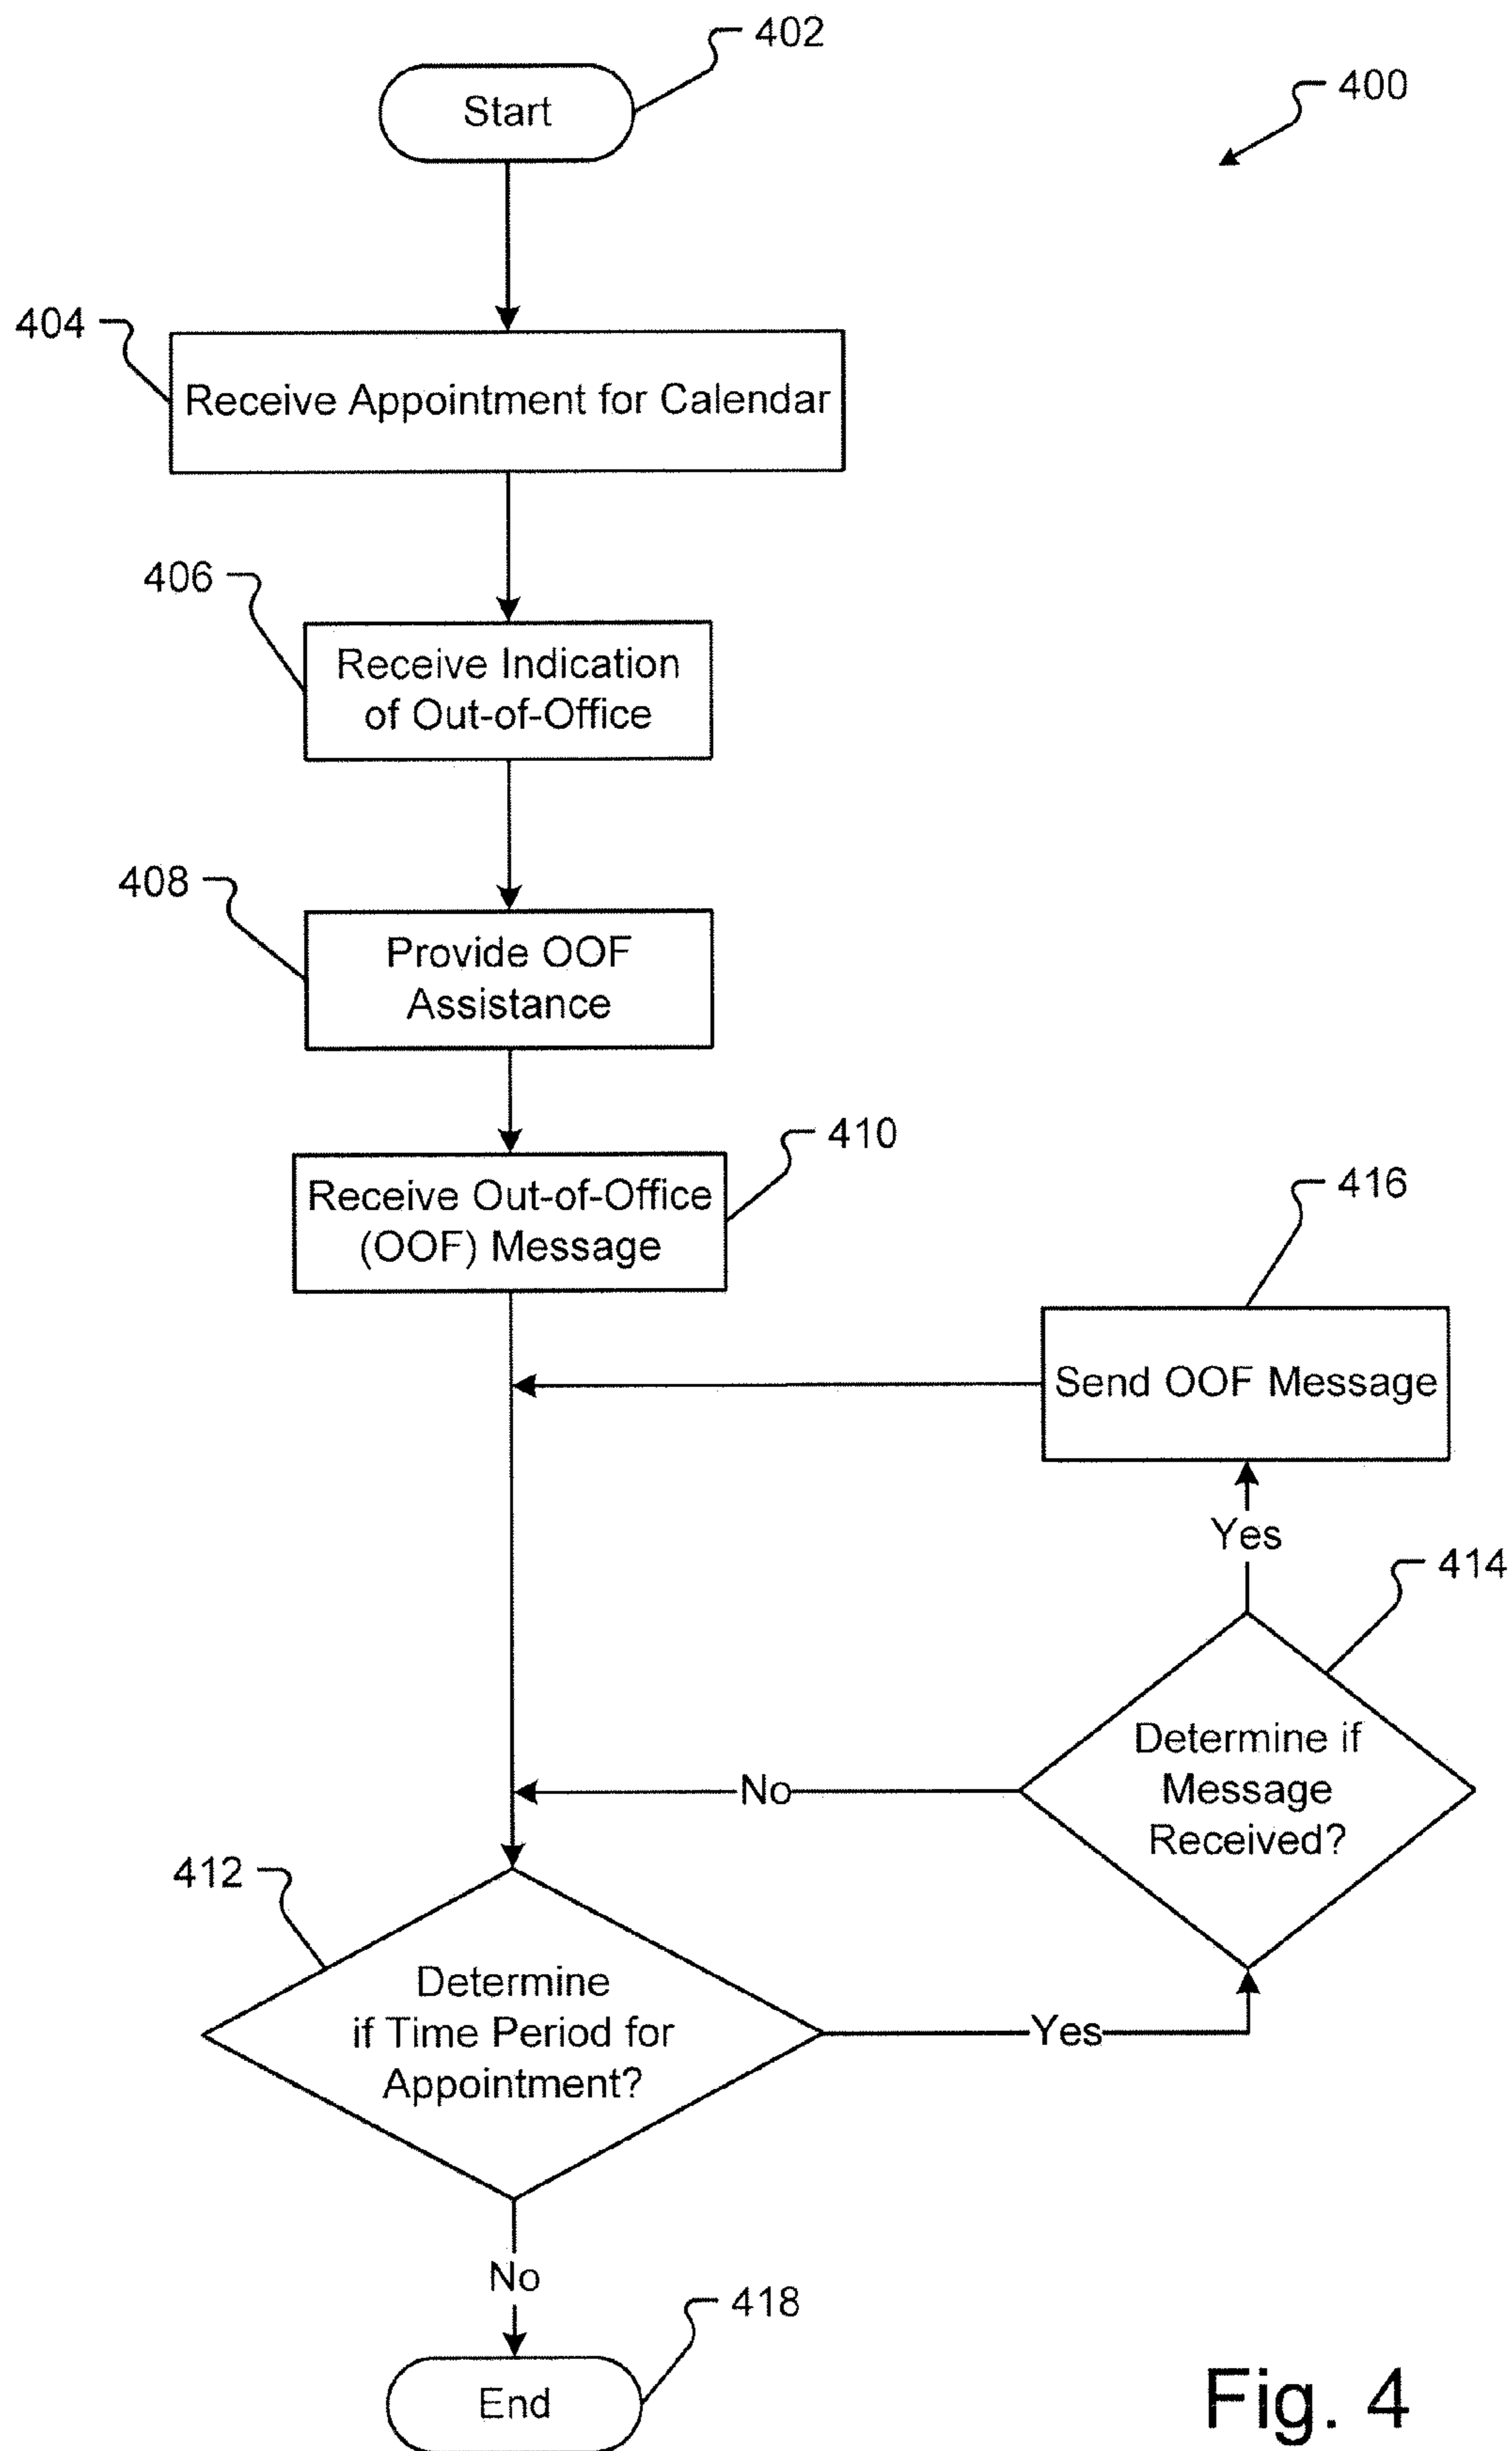 402
Start
400
404
Receive Appointment for Calendar
406
Receive Indication
of Out-of-Office
408
Provide OOF
Assistance
410
Receive Out-of-Office
(OOF) Message
416
Send OOF Message
Yes
414
Determine if
Message
Received?
No
412
Determine
if Time Period for
Appointment?
Yes
No
418
End
Fig. 4